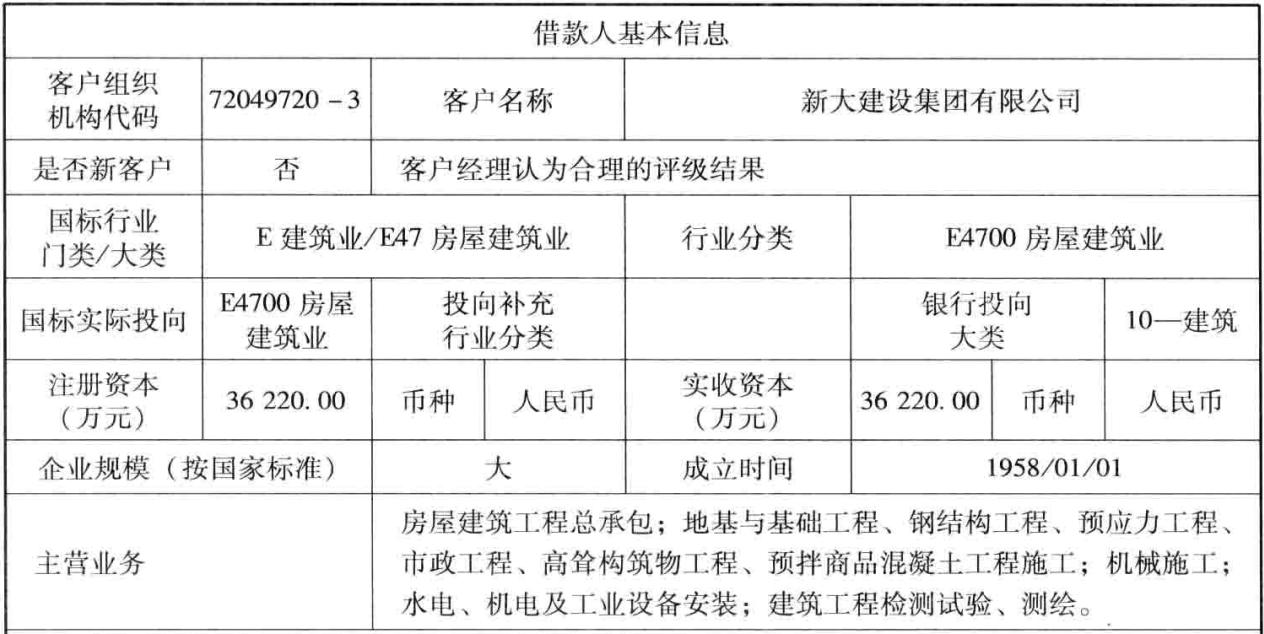 借款人基本信息
客户组织
机构代码
72049720 -3
客户名称
新大建设集团有限公司
是否新客户
否
客户经理认为合理的评级结果
国标行业
门类/大类
E 建筑业/E47 房屋建筑业
行业分类
E4700 房屋建筑业
国标实际投向
E4700 房屋
建筑业
投向补充
行业分类
银行投向
大类
10—建筑
注册资本
（万元）
36 220. 00
币种
人民币
实收资本
（万元）
36 220. 00
币种
人民币
企业规模（按国家标准）
大
成立时间
1958/01/01
主营业务
房屋建筑工程总承包；地基与基础工程、钢结构工程、预应力工程、
市政工程、高耸构筑物工程、预拌商品混凝土工程施工；机械施工；
水电、机电及工业设备安装；建筑工程检测试验、测绘。